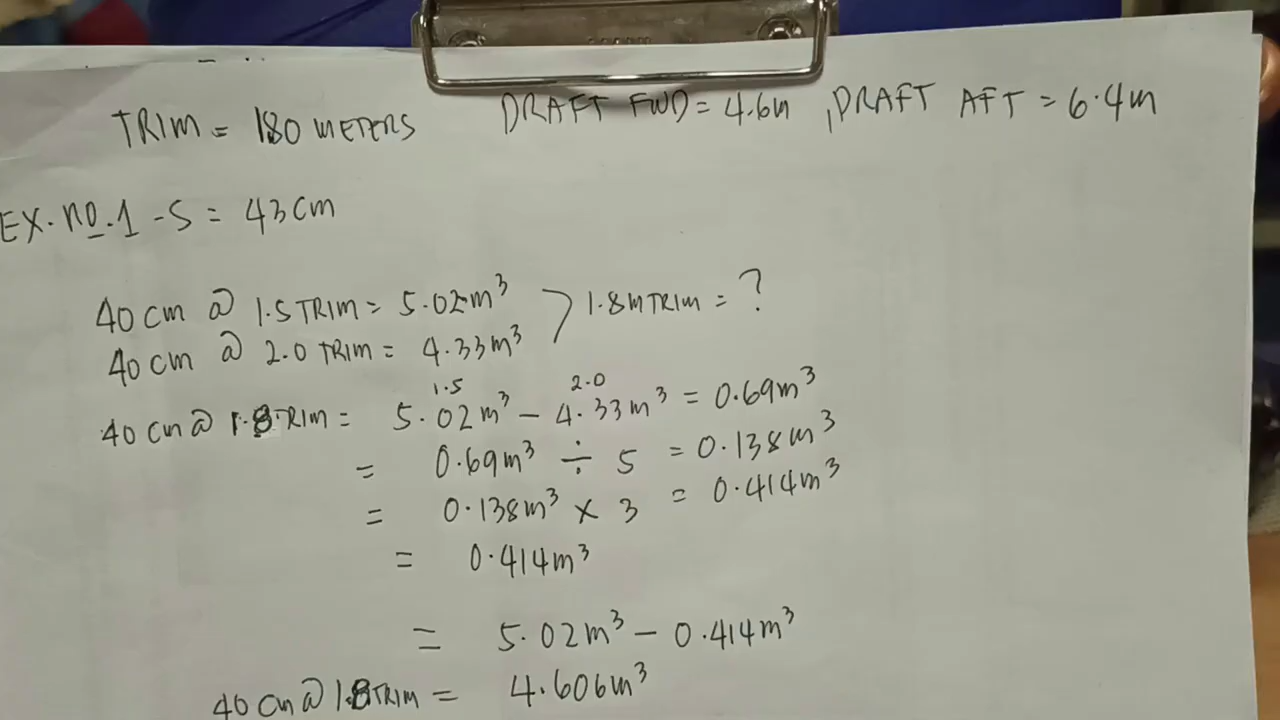 TRIM = 180 METERS DRAFT FWD = 4.6m , DRAFT AFT = 6.4m
EX. NO. 1 - S = 43 cm
40 cm @ 1.5 TRIM = 5.02m³ > 1.8M TRIM = ?
40 cm @ 2.0 TRIM = 4.33m³
1.5 2.0
40 cm @ 1.8 TRIM = 5.02m³ - 4.33m³ = 0.69m³
= 0.69m³ ÷ 5 = 0.138m³
= 0.138m³ × 3 = 0.414m³
= 0.414m³
= 5.02m³ - 0.414m³
40 cm @ 1.8 TRIM = 4.606m³